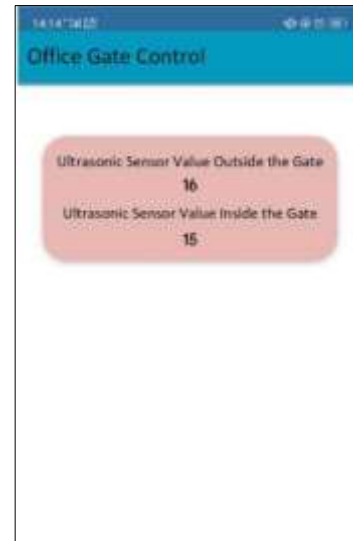 Office Gate Control
Ultrasonic Sensor Value Outside the Gate
16
Ultrasonic Sensor Value Inside the Gate
15